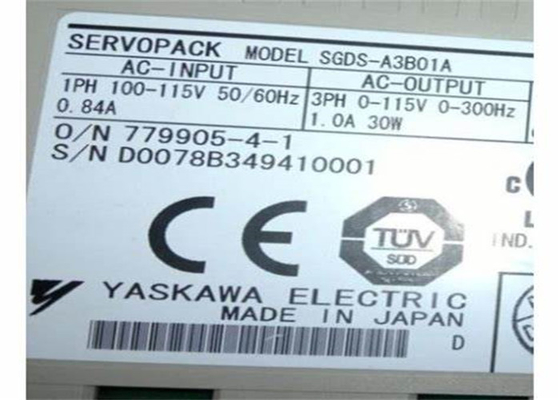 SERVOPACK MODEL SGDS-A3B01A
AC-INPUT AC-OUTPUT
1PH 100-115V 50/60Hz 3PH 0-115V 0-300Hz
0.84A 1.0A 30W
O/N 779905-4-1
S/N D0078B349410001
CE
TÜV
SÜD
IND.
YASKAWA ELECTRIC
MADE IN JAPAN
D